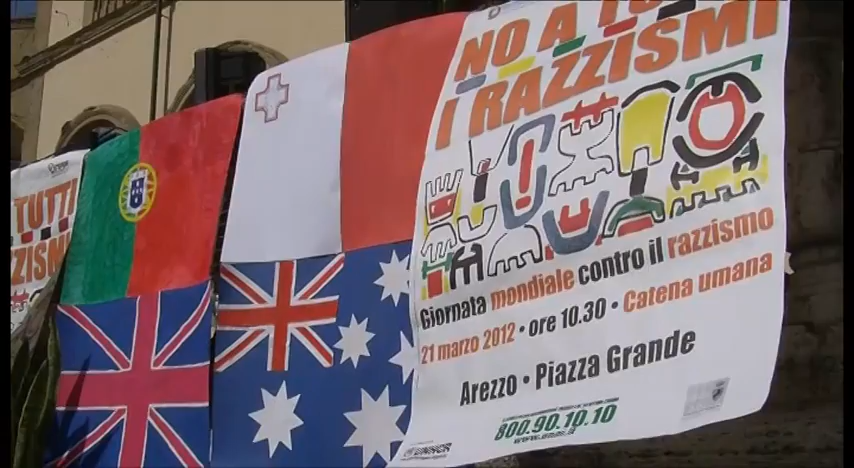 TUTTI
NO A TU
I RAZZISMI
Giornata mondiale contro il razzismo
21 marzo 2012 • ore 10.30 • Catena umana
Arezzo • Piazza Grande
800.90.10.10